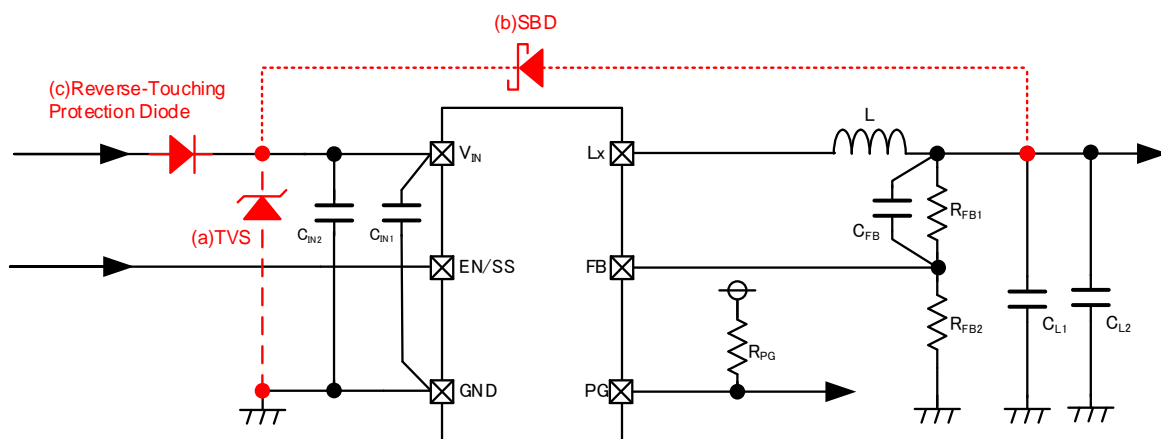 (b)SBD
(c)Reverse-Touching
Protection Diode
L
VIN
Lx
RFB1
CFB
(a)TVS
CIN2
CIN1
EN/SS
FB
RFB2
CL1
CL2
RPG
GND
PG